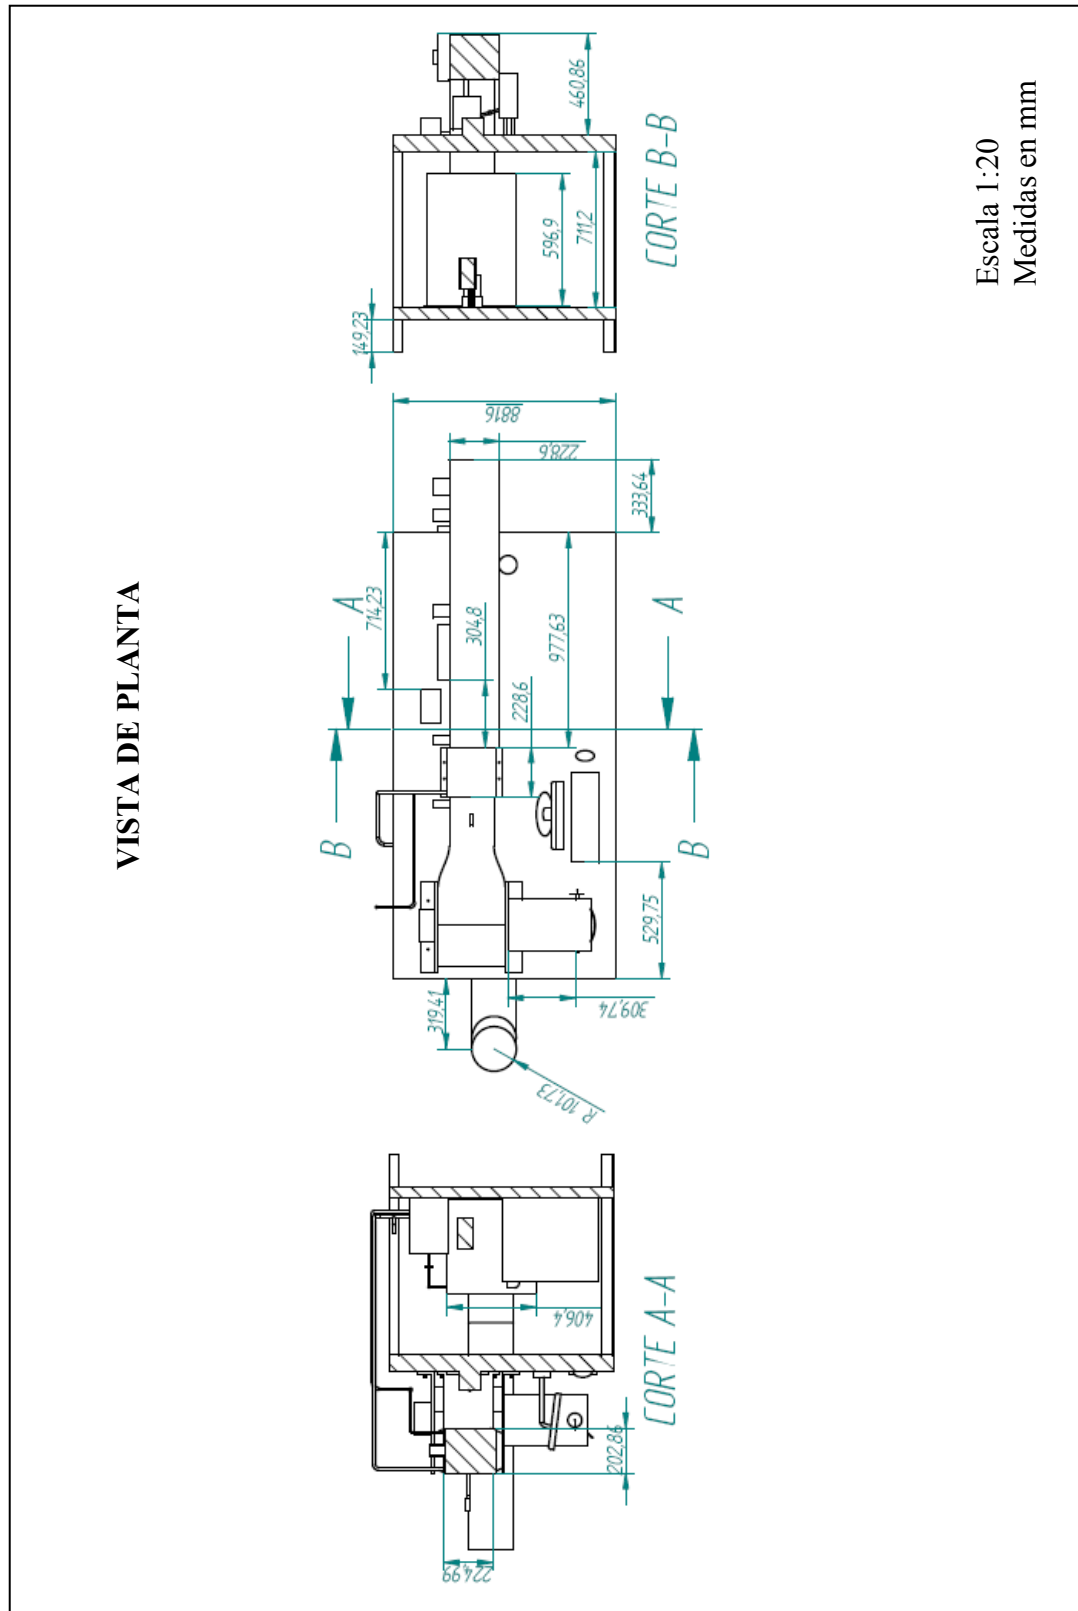 VISTA DE PLANTA
224,99
202,86
406,4
CORTE A-A
R 101,73
319,41
309,74
529,75
B
B
A
A
714,23
304,8
228,6
977,63
333,64
228,6
8816
149,23
596,9
711,2
460,86
CORTE B-B
Escala 1:20
Medidas en mm